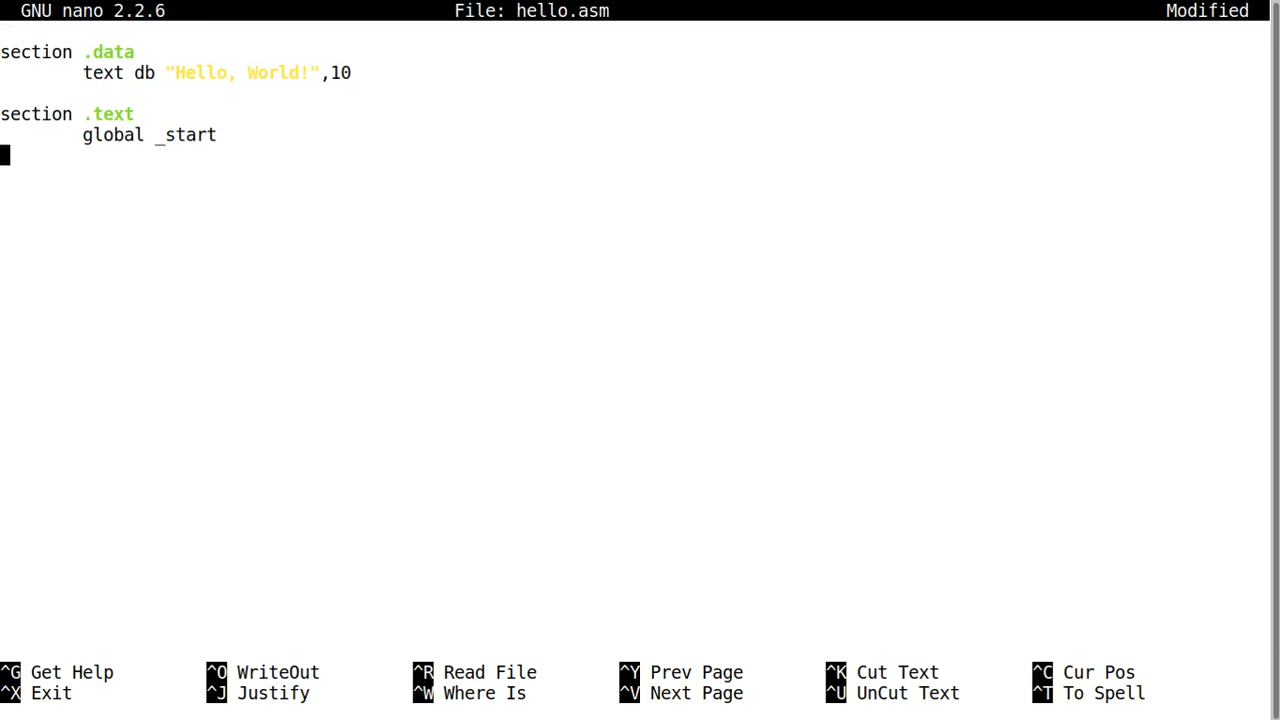 GNU nano 2.2.6 File: hello.asm Modified
section .data
text db "Hello, World!",10
section .text
global _start
^G Get Help ^O WriteOut ^R Read File ^Y Prev Page ^K Cut Text ^C Cur Pos
^X Exit ^J Justify ^W Where Is ^V Next Page ^U UnCut Text ^T To Spell